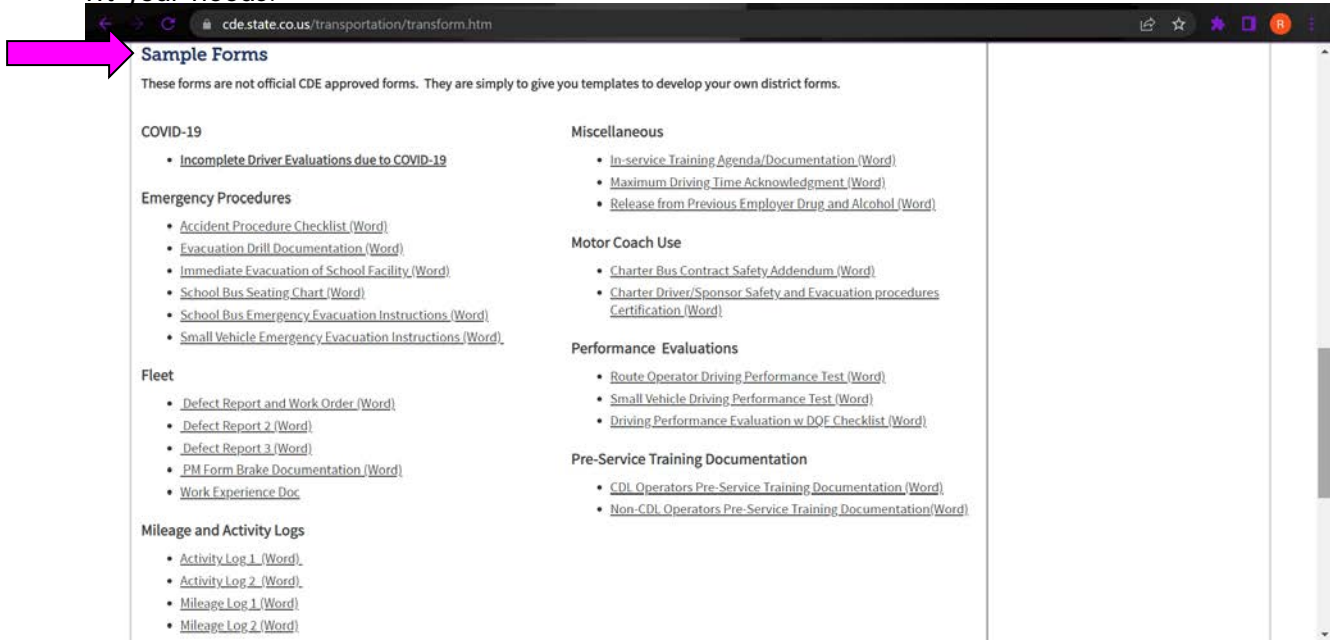 fit your needs.
cde.state.co.us/transportation/transform.htm
R
Sample Forms
These forms are not official CDE approved forms. They are simply to give you templates to develop your own district forms.
COVID-19
• Incomplete Driver Evaluations due to COVID-19
Emergency Procedures
• Accident Procedure Checklist (Word)
• Evacuation Drill Documentation (Word)
• Immediate Evacuation of School Facility (Word)
• School Bus Seating Chart (Word)
• School Bus Emergency Evacuation Instructions (Word)
• Small Vehicle Emergency Evacuation Instructions (Word)
Fleet
• Defect Report and Work Order (Word)
• Defect Report 2 (Word)
• Defect Report 3 (Word)
• PM Form Brake Documentation (Word)
• Work Experience Doc
Mileage and Activity Logs
• Activity Log 1 (Word)
• Activity Log 2 (Word)
• Mileage Log 1 (Word)
• Mileage Log 2 (Word)
Miscellaneous
• In-service Training Agenda/Documentation (Word)
• Maximum Driving Time Acknowledgment (Word)
• Release from Previous Employer Drug and Alcohol (Word)
Motor Coach Use
• Charter Bus Contract Safety Addendum (Word)
• Charter Driver/Sponsor Safety and Evacuation procedures
Certification (Word)
Performance Evaluations
• Route Operator Driving Performance Test (Word)
• Small Vehicle Driving Performance Test (Word)
• Driving Performance Evaluation w DQF Checklist (Word)
Pre-Service Training Documentation
• CDL Operators Pre-Service Training Documentation (Word)
• Non-CDL Operators Pre-Service Training Documentation(Word)